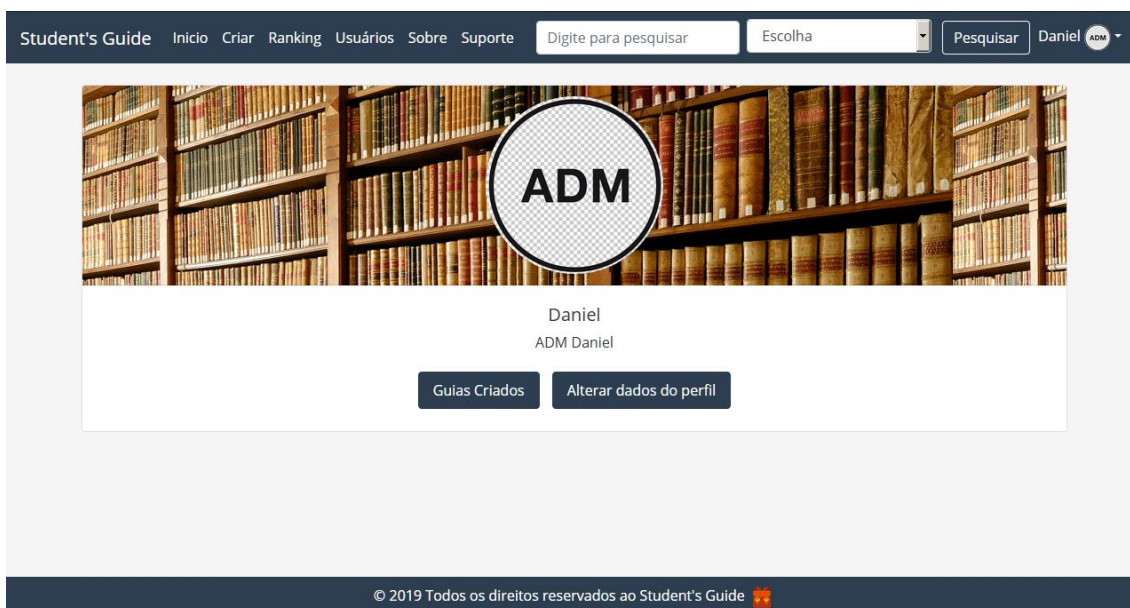 Student's Guide Inicio Criar Ranking Usuários Sobre Suporte Digite para pesquisar Escolha Pesquisar Daniel ADM
ADM
Daniel
ADM Daniel
Guias Criados Alterar dados do perfil
© 2019 Todos os direitos reservados ao Student's Guide